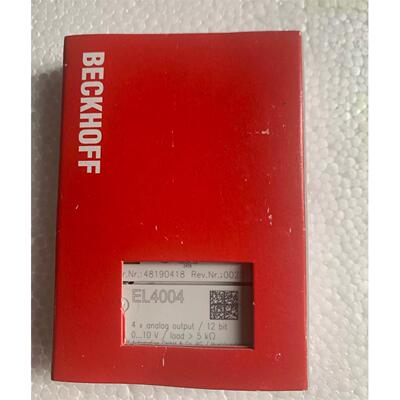 BECKHOFF
r.Nr.:48190418 Rev.Nr.:002
EL4004
4 x analog output / 12 bit
0...10 V / load > 5 kΩ